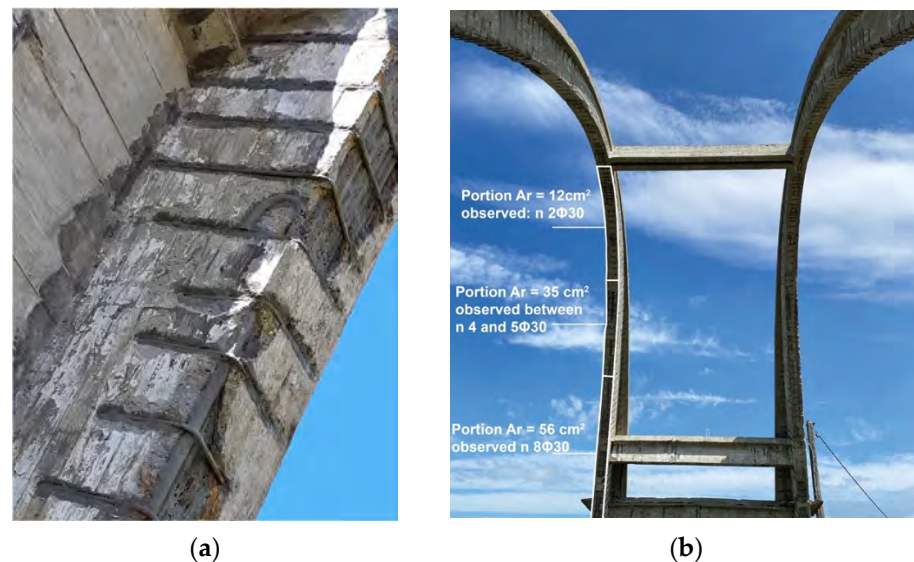 Portion Ar = 12cm²
observed: n 2Φ30
Portion Ar = 35 cm²
observed between
n 4 and 5Φ30
Portion Ar = 56 cm²
observed n 8Φ30
(a)
(b)